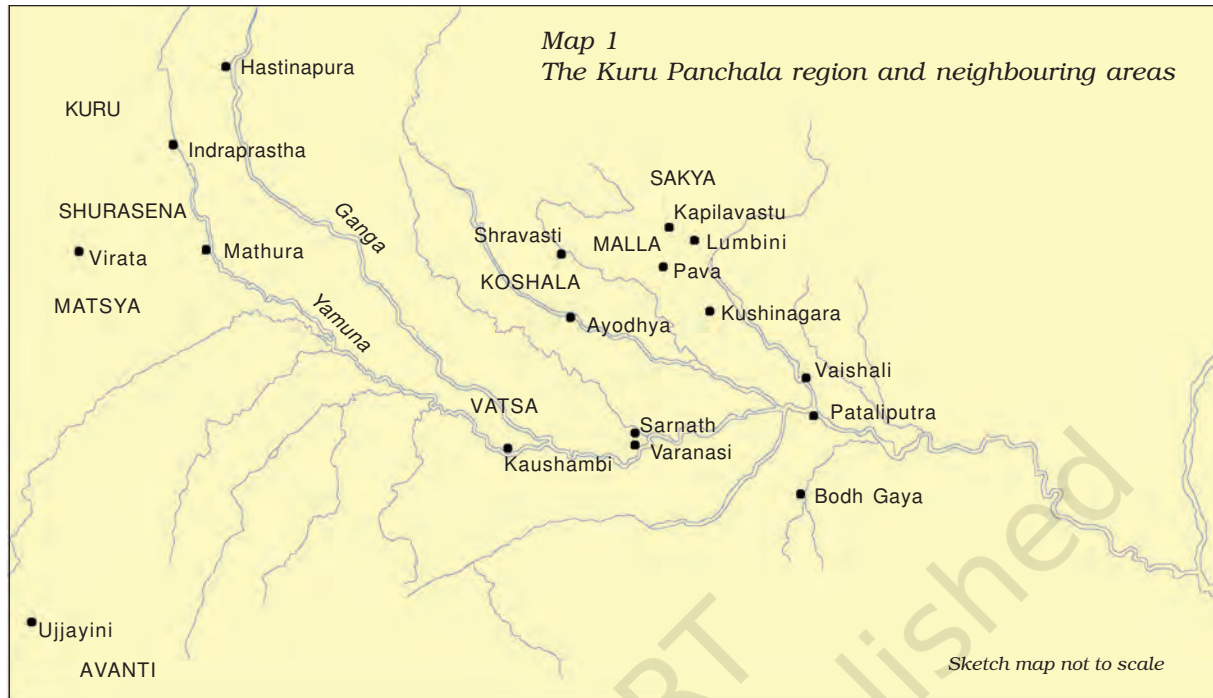 Map 1
The Kuru Panchala region and neighbouring areas
Hastinapura
KURU
Indraprastha
SAKYA
SHURASENA
Ganga
Kapilavastu
Shravasti
MALLA
Lumbini
Virata
Mathura
Pava
KOSHALA
MATSYA
Yamuna
Ayodhya
Kushinagara
Vaishali
VATSA
Pataliputra
Sarnath
Kaushambi
Varanasi
Bodh Gaya
Ujjayini
AVANTI
Sketch map not to scale